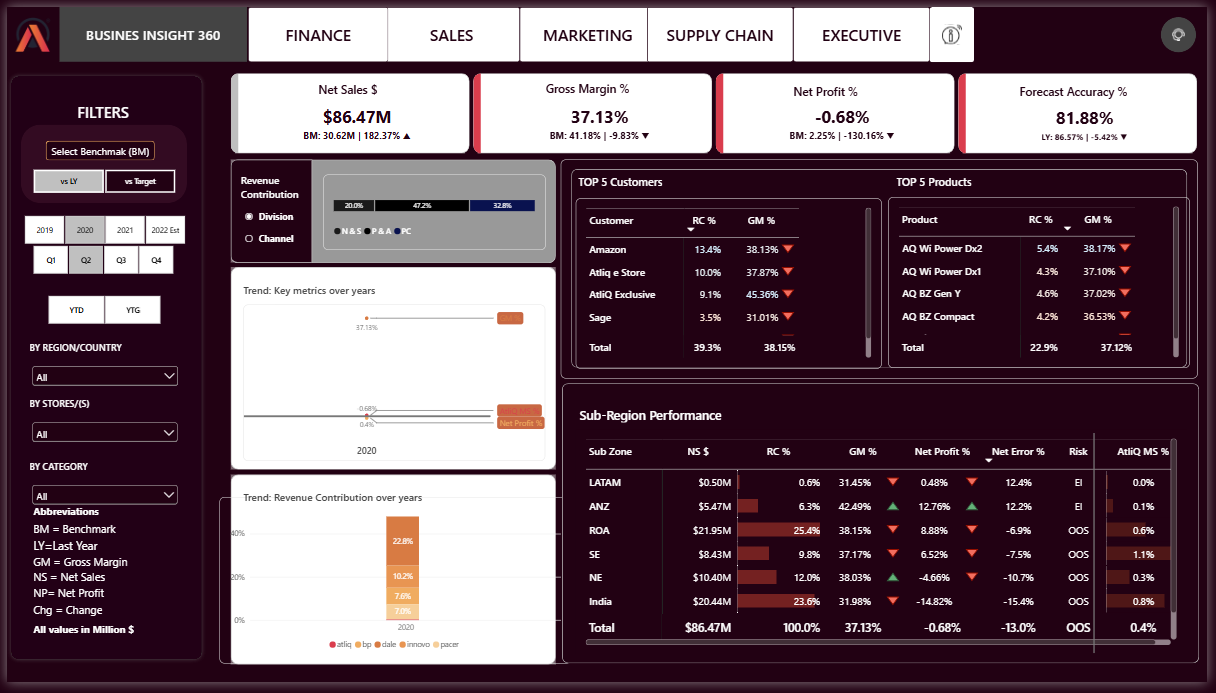 BUSINES INSIGHT 360
FINANCE
SALES
MARKETING
SUPPLY CHAIN
EXECUTIVE
FILTERS
Select Benchmak (BM)
vs LY
vs Target
2019
2020
2021
2022 Est
Q1
Q2
Q3
Q4
YTD
YTG
BY REGION/COUNTRY
All
BY STORES/(S)
All
BY CATEGORY
All
Abbreviations
BM = Benchmark
LY=Last Year
GM = Gross Margin
NS = Net Sales
NP= Net Profit
Chg = Change
All values in Million $
Net Sales $
$86.47M
BM: 30.62M | 182.37% ▲
Gross Margin %
37.13%
BM: 41.18% | -9.83% ▼
Net Profit %
-0.68%
BM: 2.25% | -130.16% ▼
Forecast Accuracy %
81.88%
LY: 86.57% | -5.42% ▼
Revenue
Contribution
Division
Channel
20.0% 47.2% 32.8%
N & S P & A PC
Trend: Key metrics over years
GM %
37.13%
0.68%
AtliQ MS %
0.4%
Net Profit %
2020
Trend: Revenue Contribution over years
40%
20%
0%
22.8%
10.2%
7.6%
7.0%
2020
atliq bp dale innovo pacer
TOP 5 Customers
Customer RC % GM %
Amazon 13.4% 38.13%
Atliq e Store 10.0% 37.87%
AtliQ Exclusive 9.1% 45.36%
Sage 3.5% 31.01%
Total 39.3% 38.15%
TOP 5 Products
Product RC % GM %
AQ Wi Power Dx2 5.4% 38.17%
AQ Wi Power Dx1 4.3% 37.10%
AQ BZ Gen Y 4.6% 37.02%
AQ BZ Compact 4.2% 36.53%
Total 22.9% 37.12%
Sub-Region Performance
Sub Zone NS $ RC % GM % Net Profit % Net Error % Risk AtliQ MS %
LATAM $0.50M 0.6% 31.45% 0.48% 12.4% EI 0.0%
ANZ $5.47M 6.3% 42.49% 12.76% 12.2% EI 0.1%
ROA $21.95M 25.4% 38.15% 8.88% -6.9% OOS 0.6%
SE $8.43M 9.8% 37.17% 6.52% -7.5% OOS 1.1%
NE $10.40M 12.0% 38.03% -4.66% -10.7% OOS 0.3%
India $20.44M 23.6% 31.98% -14.82% -15.4% OOS 0.8%
Total $86.47M 100.0% 37.13% -0.68% -13.0% OOS 0.4%